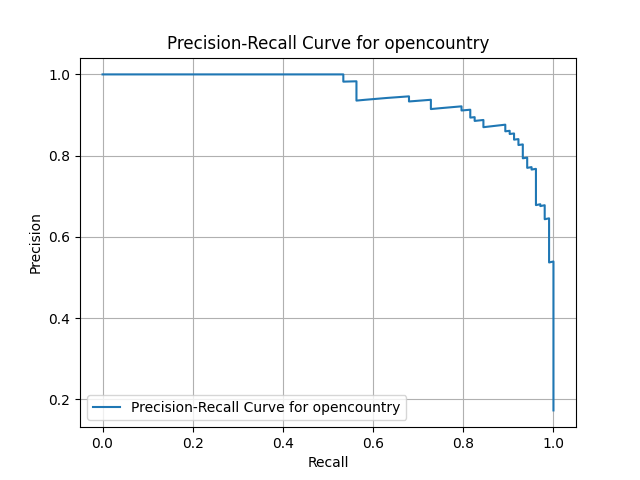 Precision-Recall Curve for opencountry
1.0
0.8
0.6
0.4
0.2
Precision
Precision-Recall Curve for opencountry
0.0 0.2 0.4 0.6 0.8 1.0
Recall